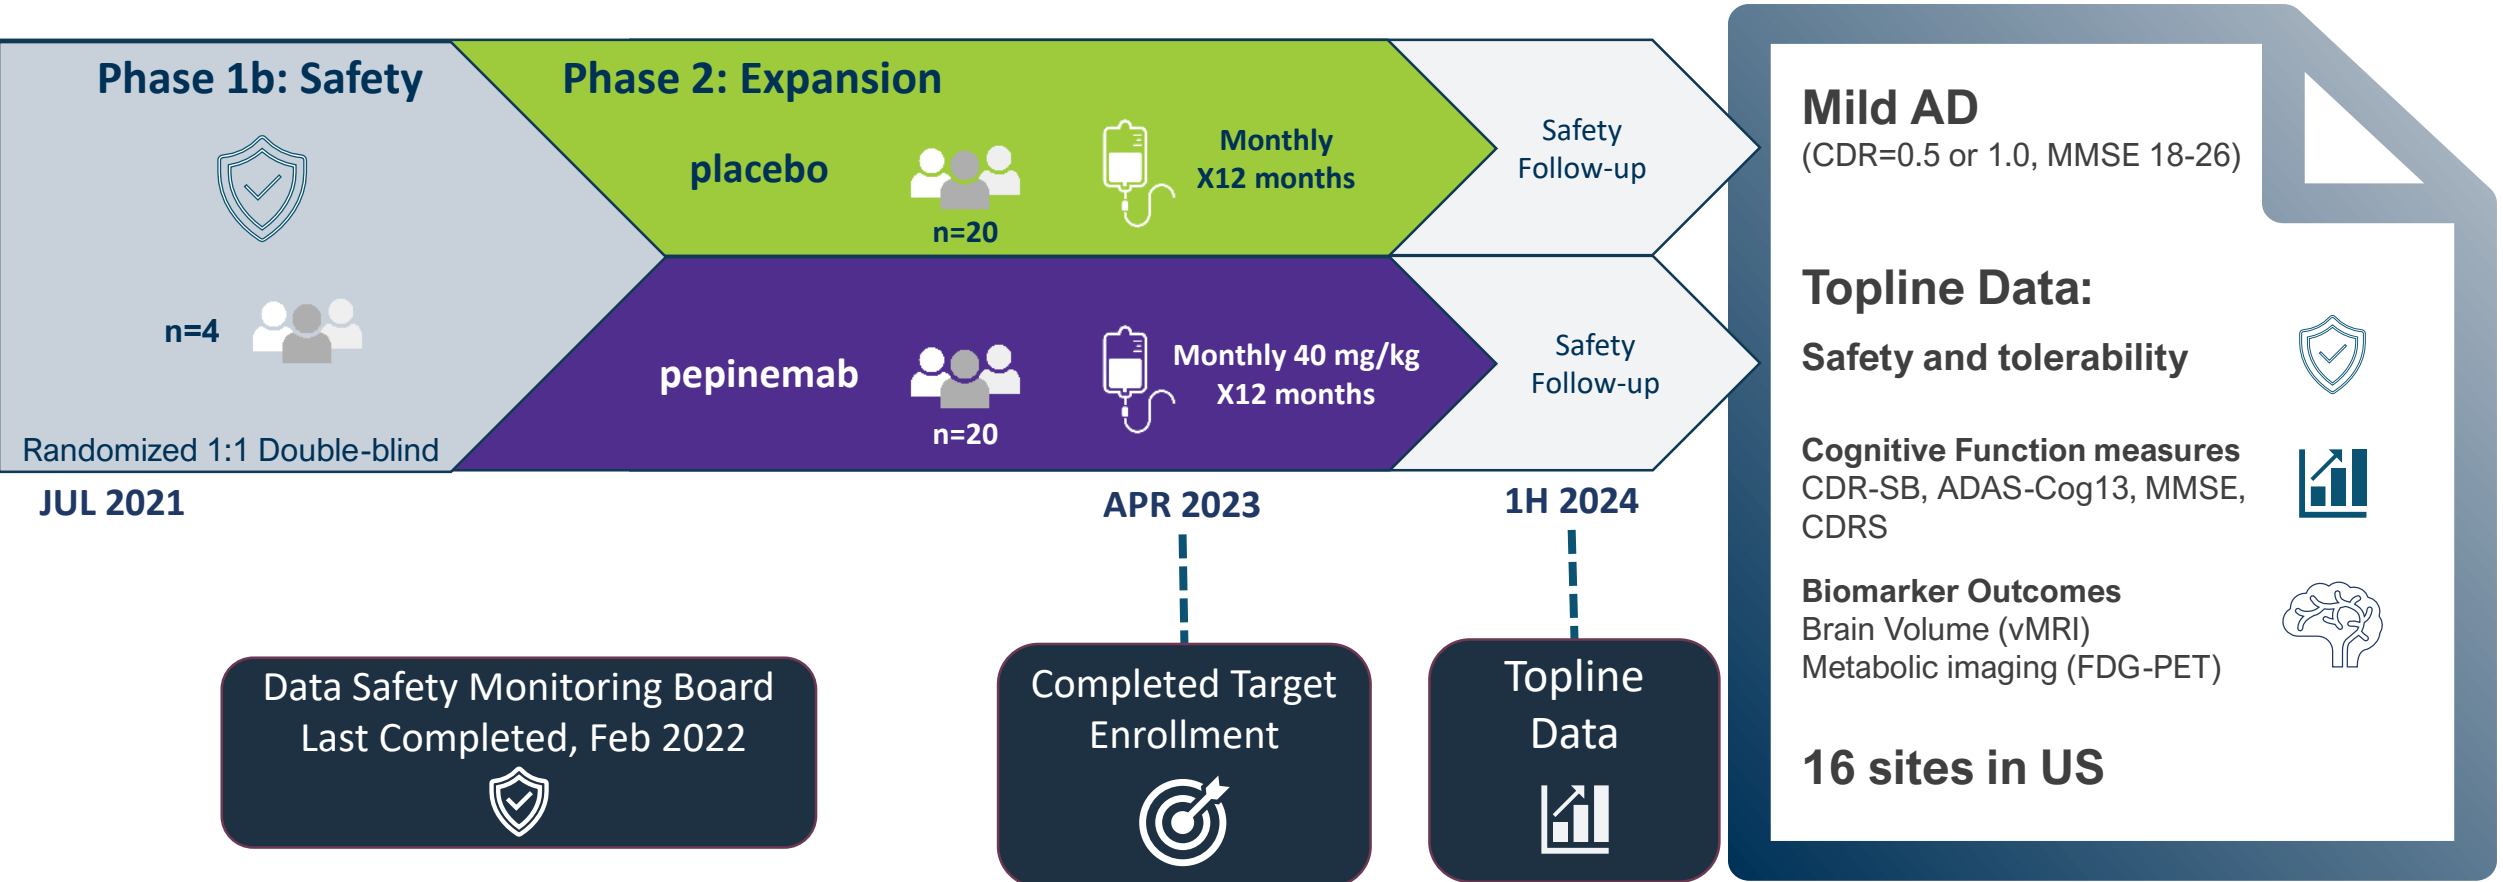 Phase 1b: Safety
n=4
Randomized 1:1 Double-blind
Phase 2: Expansion
placebo
n=20
Monthly
X12 months
Safety
Follow-up
pepinemab
n=20
Monthly 40 mg/kg
X12 months
Safety
Follow-up
JUL 2021
APR 2023
1H 2024
Data Safety Monitoring Board
Last Completed, Feb 2022
Completed Target
Enrollment
Topline
Data
Mild AD
(CDR=0.5 or 1.0, MMSE 18-26)
Topline Data:
Safety and tolerability
Cognitive Function measures
CDR-SB, ADAS-Cog13, MMSE,
CDRS
Biomarker Outcomes
Brain Volume (vMRI)
Metabolic imaging (FDG-PET)
16 sites in US